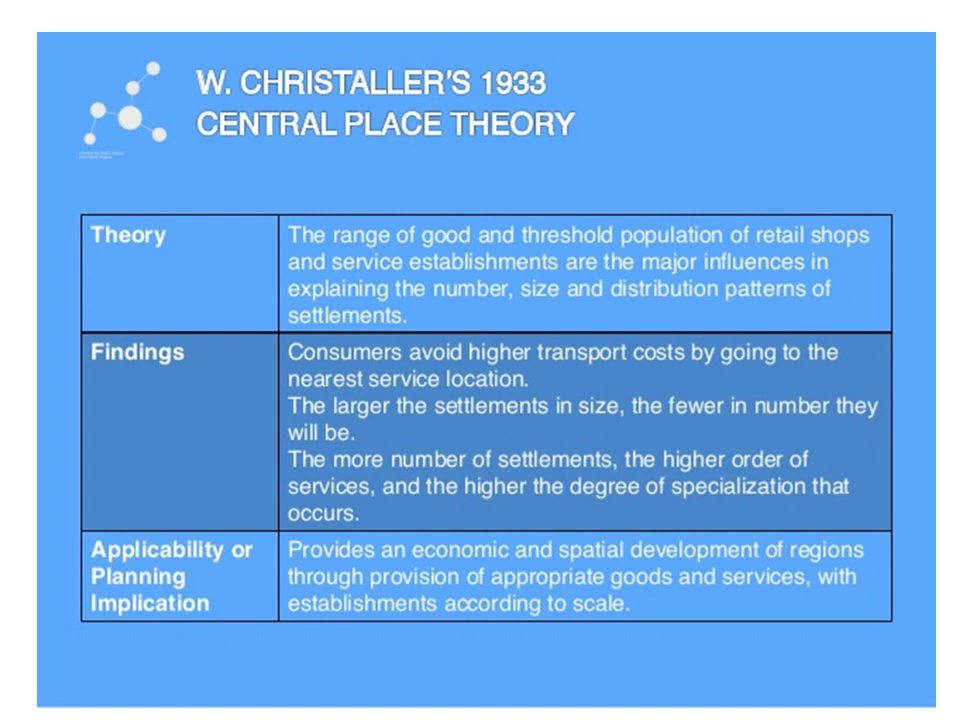 W. CHRISTALLER'S 1933
CENTRAL PLACE THEORY
Theory
The range of good and threshold population of retail shops
and service establishments are the major influences in
explaining the number, size and distribution patterns of
settlements.
Findings
Consumers avoid higher transport costs by going to the
nearest service location.
The larger the settlements in size, the fewer in number they
will be.
The more number of settlements, the higher order of
services, and the higher the degree of specialization that
occurs.
Applicability or
Planning
Implication
Provides an economic and spatial development of regions
through provision of appropriate goods and services, with
establishments according to scale.